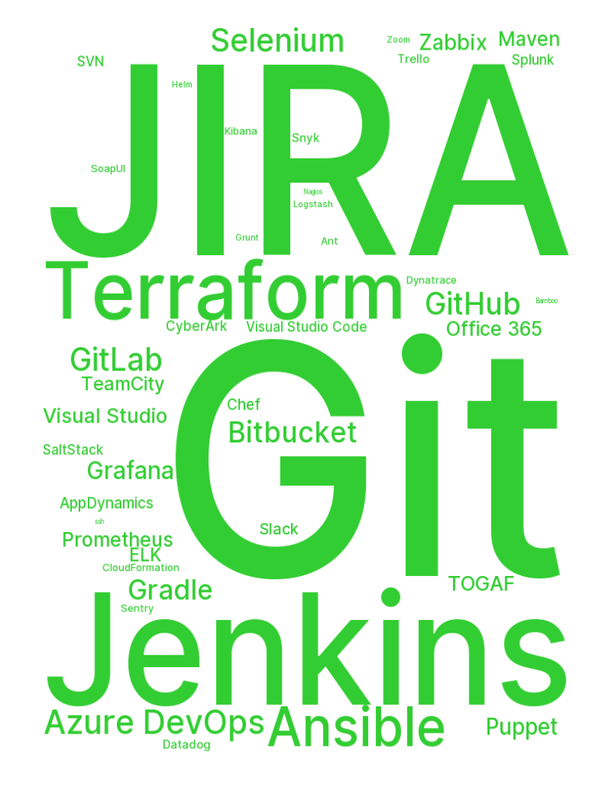 Selenium
Zoom
Zabbix
Maven
SVN
Trello
Splunk
JIRA
Helm
Kibana
Snyk
SoapUI
Nagios
Logstash
Grunt
Ant
Terraform
Dynatrace
GitHub
Bamboo
CyberArk
Visual Studio Code
Office 365
Git
GitLab
TeamCity
Chef
Visual Studio
Bitbucket
SaltStack
Grafana
AppDynamics
ssh
Slack
Prometheus
ELK
CloudFormation
TOGAF
Gradle
Sentry
Jenkins
Azure DevOps
Ansible
Puppet
Datadog